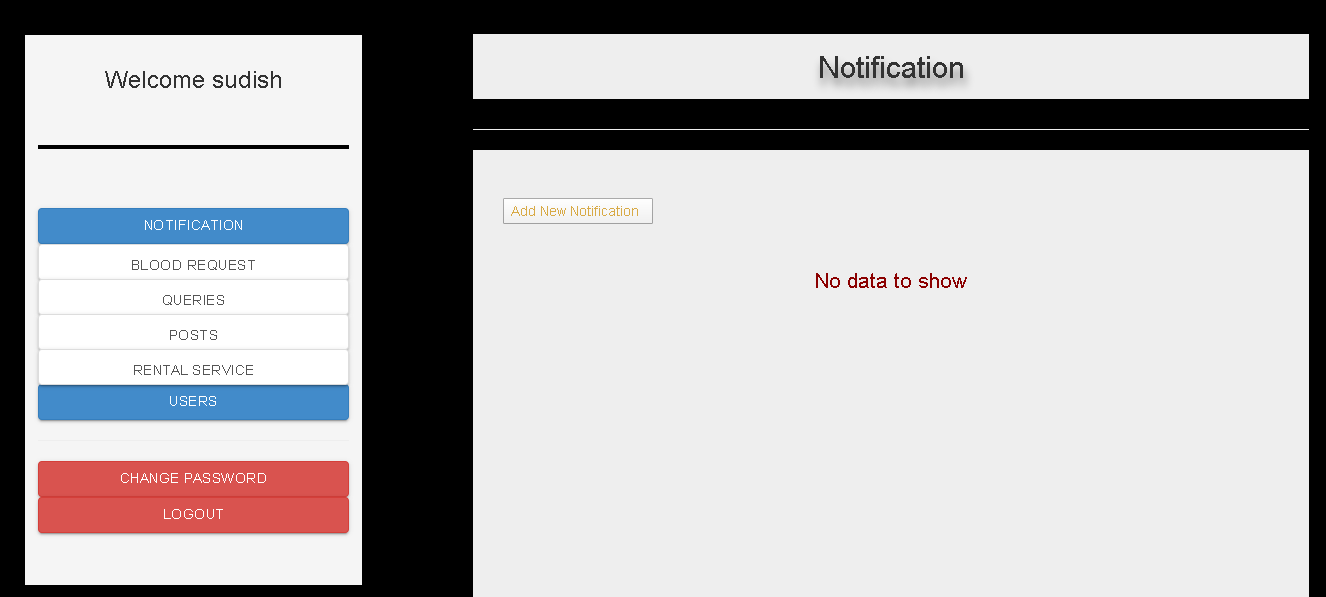 Welcome sudish
NOTIFICATION
BLOOD REQUEST
QUERIES
POSTS
RENTAL SERVICE
USERS
CHANGE PASSWORD
LOGOUT
Notification
Add New Notification
No data to show